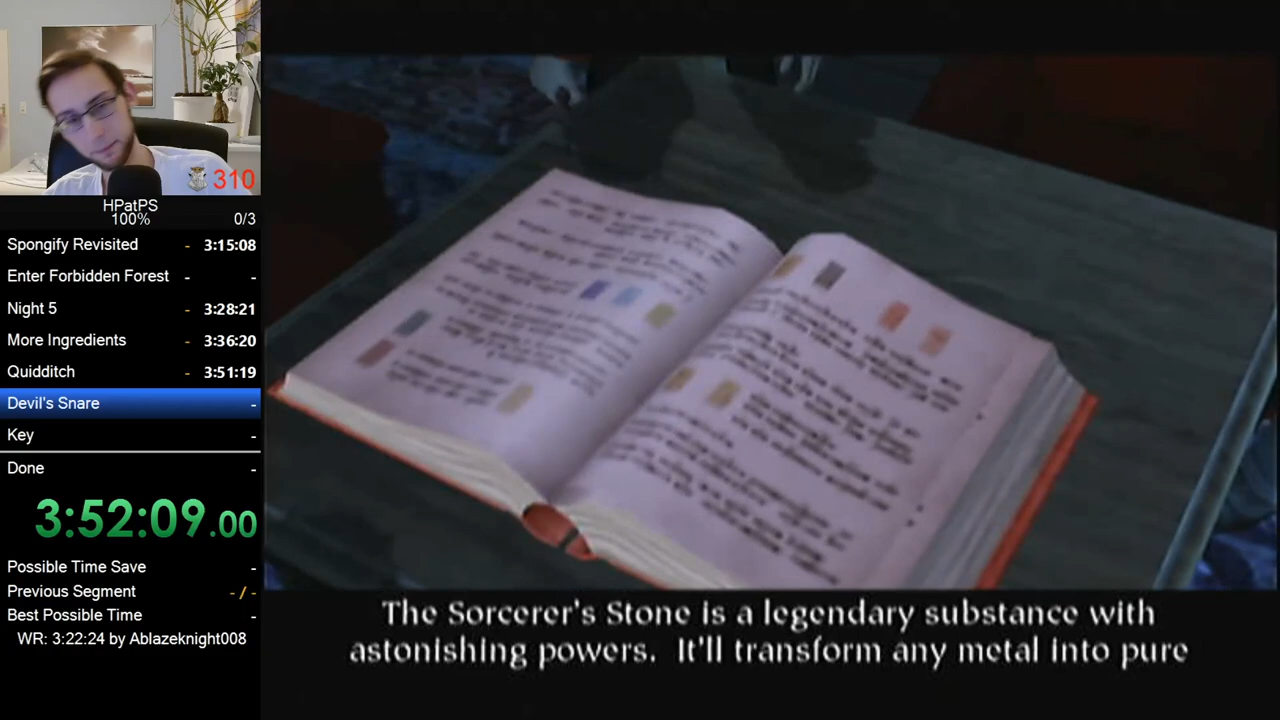 310
HPatPS
100% 0/3
Spongify Revisited - 3:15:08
Enter Forbidden Forest - -
Night 5 - 3:28:21
More Ingredients - 3:36:20
Quidditch - 3:51:19
Devil's Snare -
Key -
Done -
3:52:09.00
Possible Time Save -
Previous Segment - / -
Best Possible Time -
WR: 3:22:24 by Ablazeknight008
The Sorcerer's Stone is a legendary substance with
astonishing powers. It'll transform any metal into pure